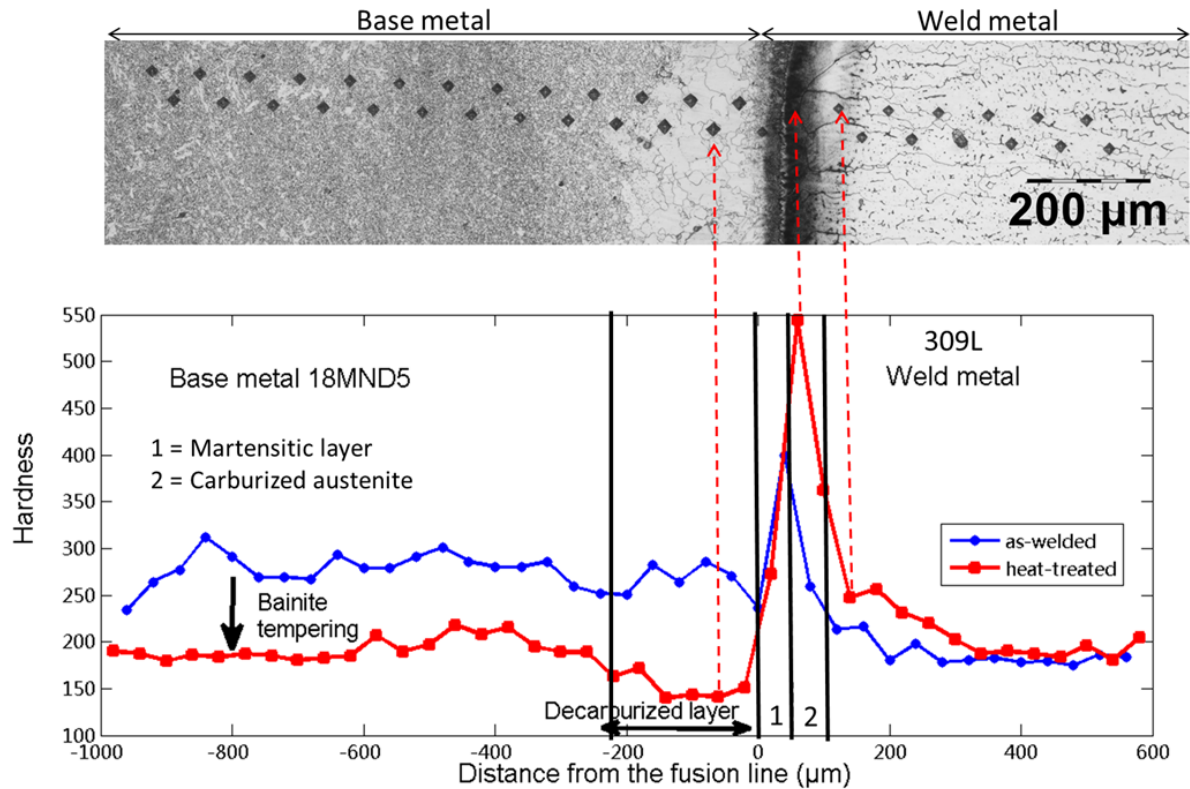 Base metal
Weld metal
200 µm
550
500
450
400
350
300
250
200
150
100
Hardness
Base metal 18MND5
1 = Martensitic layer
2 = Carburized austenite
Bainite
tempering
Decarburized layer
1
2
309L
Weld metal
as-welded
heat-treated
-1000 -800 -600 -400 -200 0 200 400 600
Distance from the fusion line (µm)